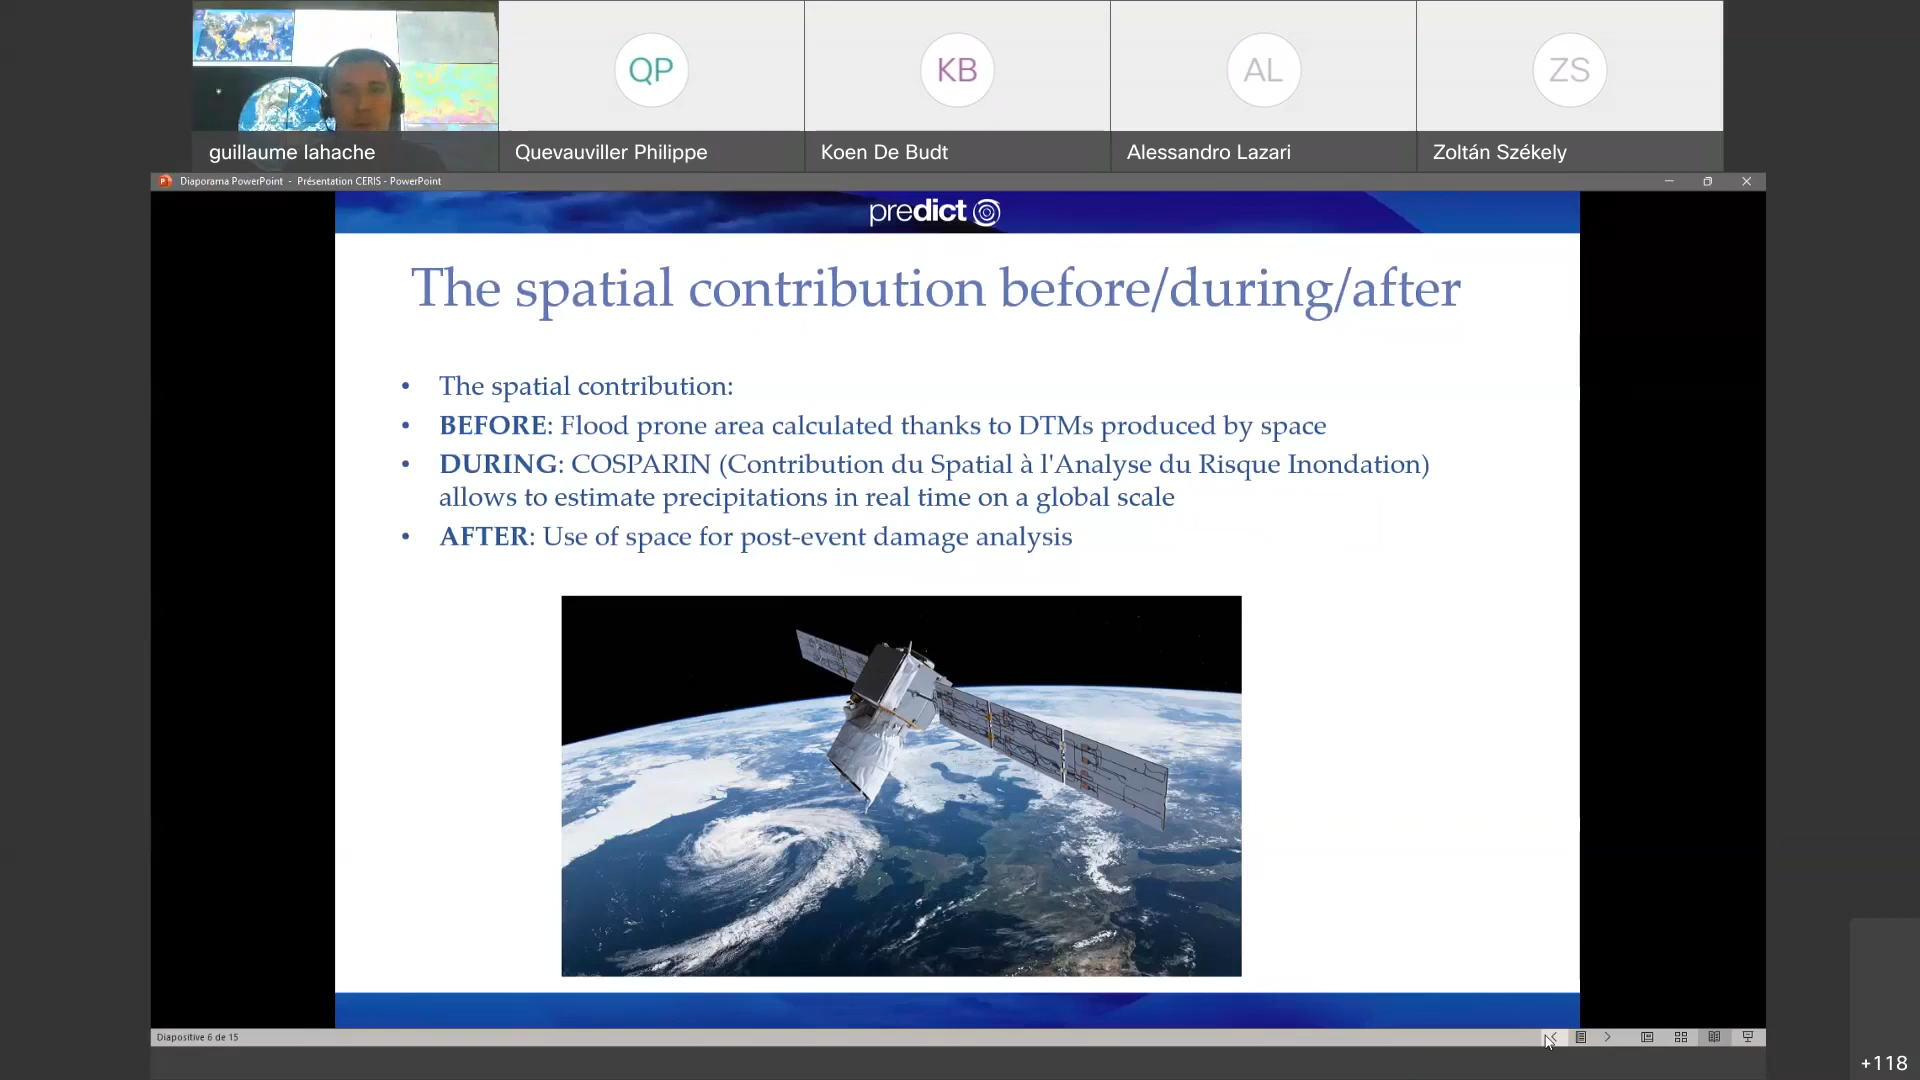 QP
KB
AL
ZS
guillaume lahache
Quevauviller Philippe
Koen De Budt
Alessandro Lazari
Zoltán Székely
Diaporama PowerPoint - Présentation CERIS - PowerPoint
predict
The spatial contribution before/during/after
• The spatial contribution:
• BEFORE: Flood prone area calculated thanks to DTMs produced by space
• DURING: COSPARIN (Contribution du Spatial à l'Analyse du Risque Inondation)
allows to estimate precipitations in real time on a global scale
• AFTER: Use of space for post-event damage analysis
Diapositive 6 de 15
+118